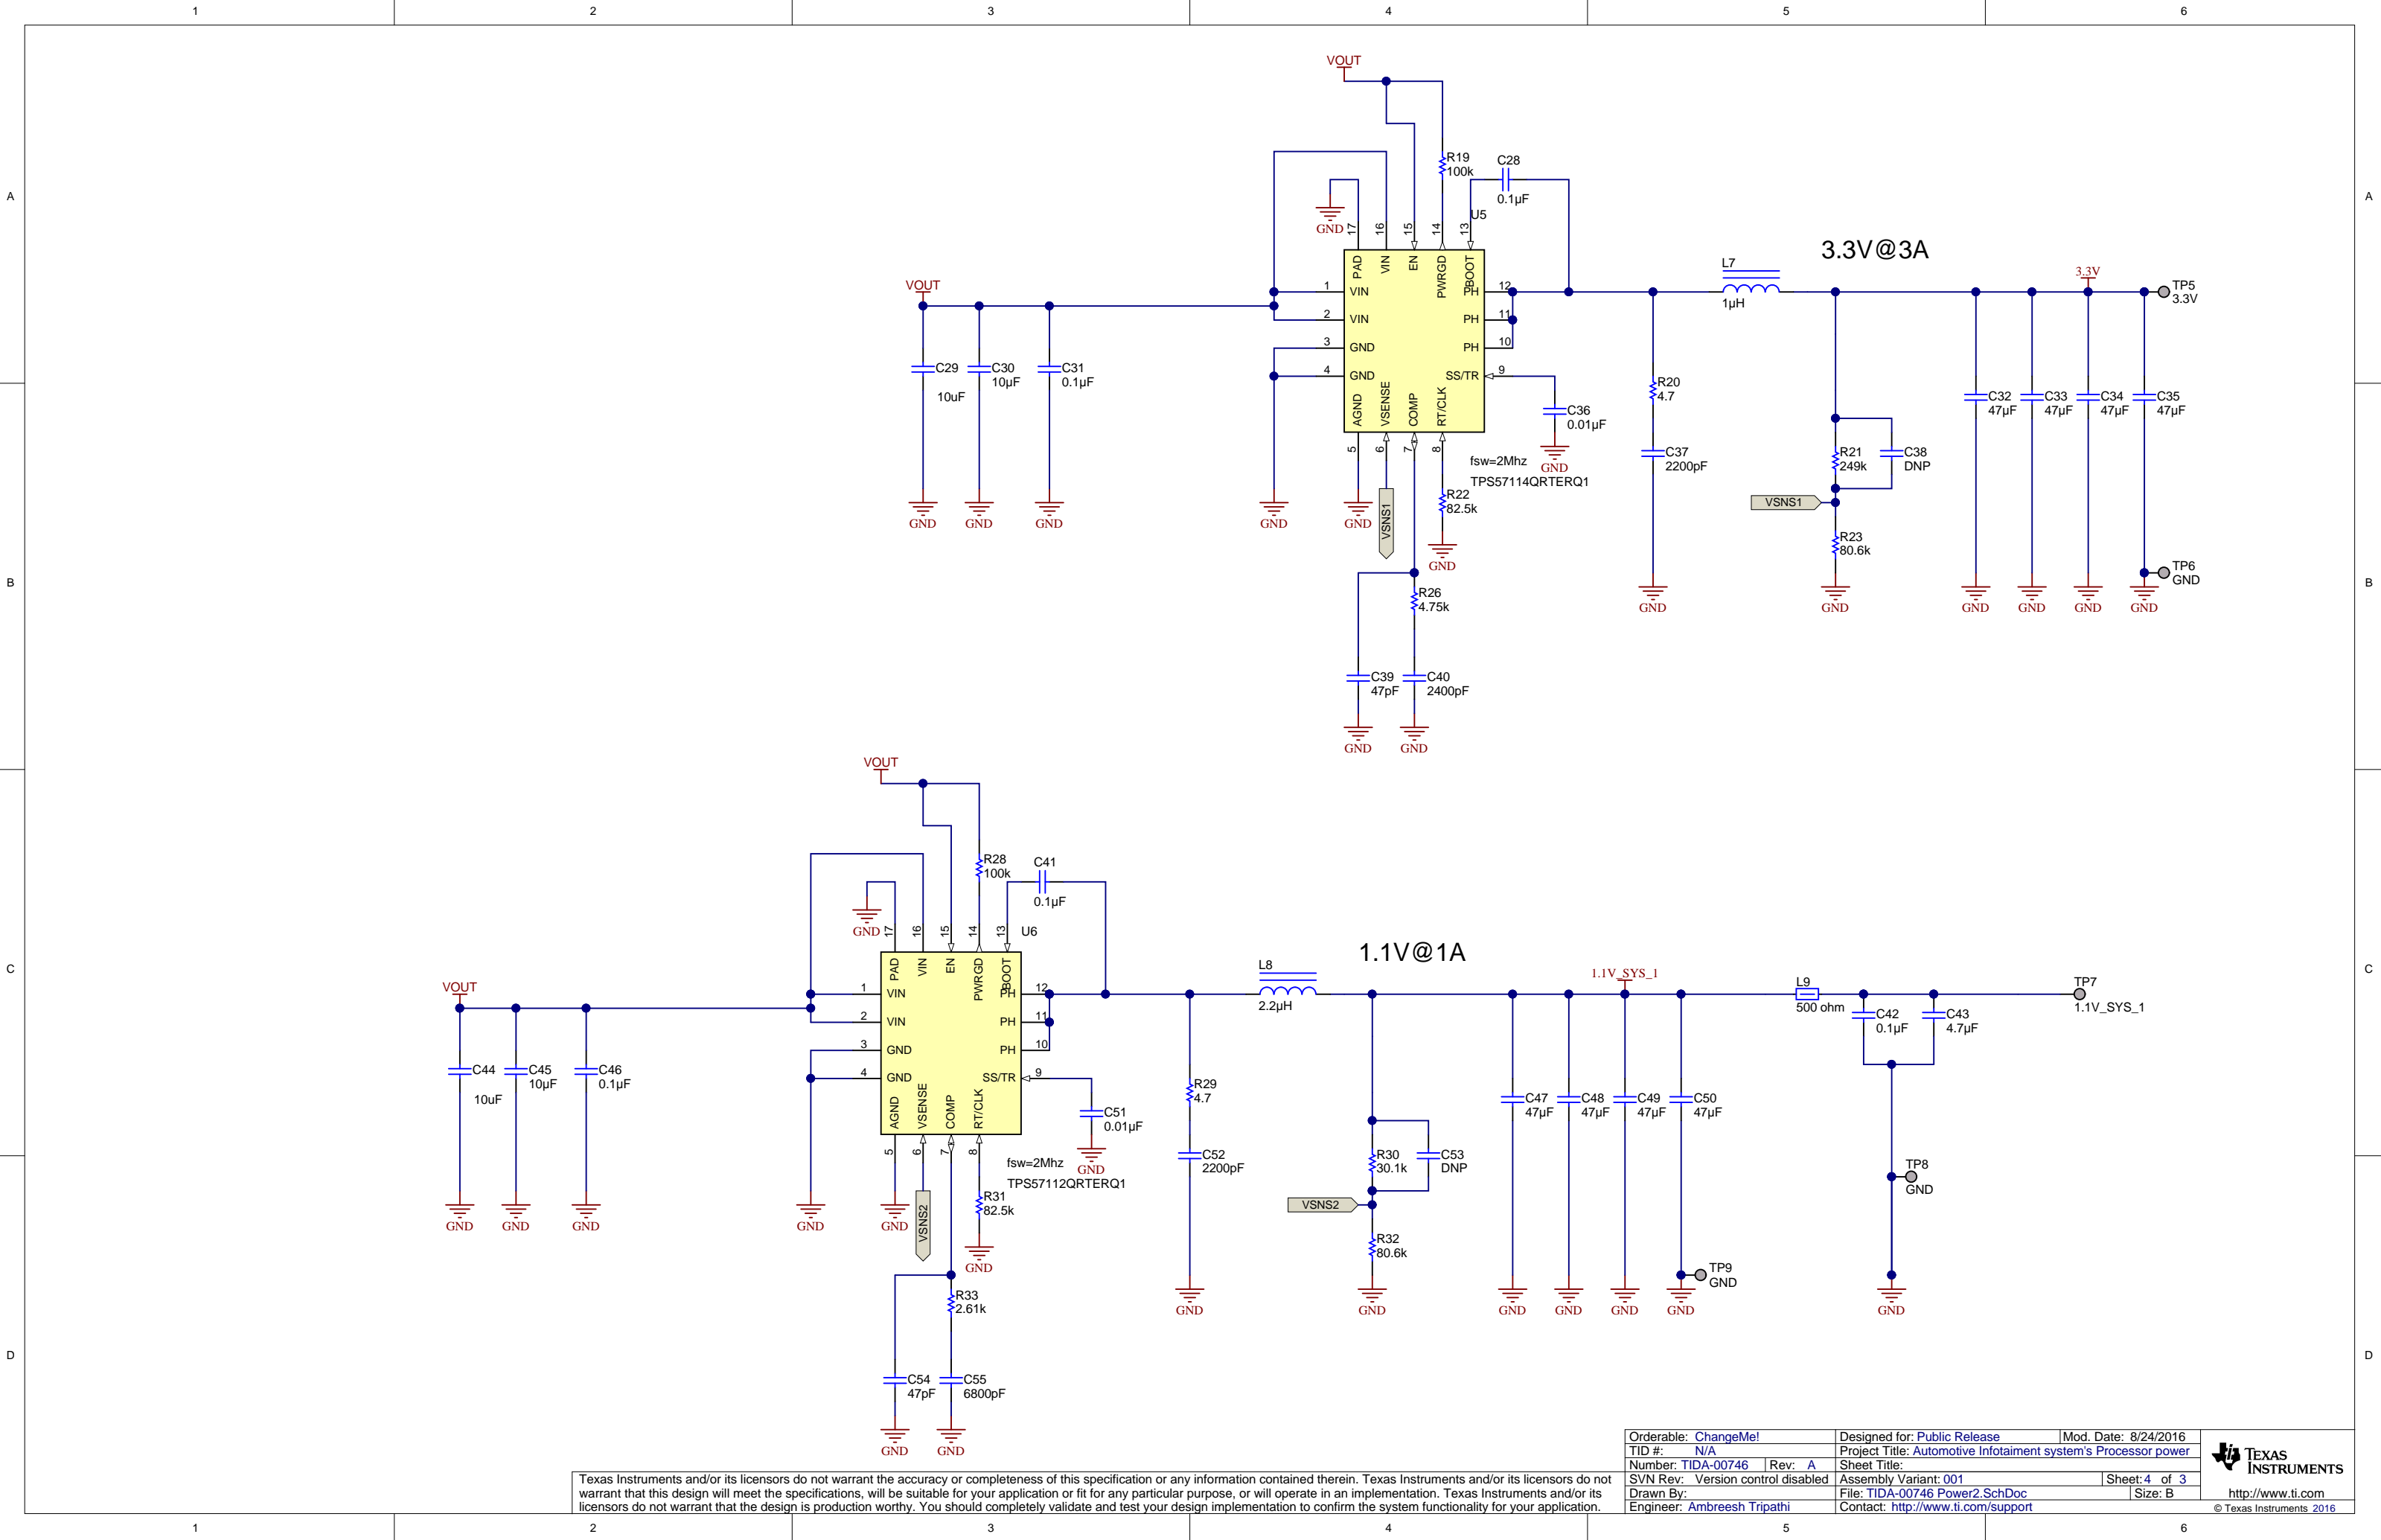 1 2 3 4 5 6
A A
B B
C C
D D
VOUT
R19
100k
C28
0.1µF
U5
GND
17 16 15 14 13
PAD VIN EN PWRGD BOOT
3.3V@3A
VOUT
1 VIN PH 12
2 VIN PH 11
3 GND PH 10
4 GND SS/TR 9
AGND VSENSE COMP RT/CLK
5 6 7 8
L7
1µH
3.3V
TP5
3.3V
C29
10uF
C30
10µF
C31
0.1µF
C36
0.01µF
GND
fsw=2Mhz
TPS57114QRTERQ1
R20
4.7
C37
2200pF
R21
249k
C38
DNP
VSNS1
R23
80.6k
C32
47µF
C33
47µF
C34
47µF
C35
47µF
TP6
GND
GND GND GND GND GND
VSNS1
R22
82.5k
GND
GND GND GND GND GND GND
R26
4.75k
C39
47pF
C40
2400pF
GND GND
VOUT
R28
100k
C41
0.1µF
U6
GND
17 16 15 14 13
PAD VIN EN PWRGD BOOT
1.1V@1A
VOUT
1 VIN PH 12
2 VIN PH 11
3 GND PH 10
4 GND SS/TR 9
AGND VSENSE COMP RT/CLK
5 6 7 8
L8
2.2µH
1.1V_SYS_1
L9
500 ohm
C42
0.1µF
C43
4.7µF
TP7
1.1V_SYS_1
C44
10uF
C45
10µF
C46
0.1µF
C51
0.01µF
GND
fsw=2Mhz
TPS57112QRTERQ1
R29
4.7
C52
2200pF
R30
30.1k
C53
DNP
VSNS2
R32
80.6k
C47
47µF
C48
47µF
C49
47µF
C50
47µF
TP8
GND
TP9
GND
GND GND GND GND GND
VSNS2
R31
82.5k
GND
GND GND GND GND GND GND GND
R33
2.61k
C54
47pF
C55
6800pF
GND GND
Texas Instruments and/or its licensors do not warrant the accuracy or completeness of this specification or any information contained therein. Texas Instruments and/or its licensors do not
warrant that this design will meet the specifications, will be suitable for your application or fit for any particular purpose, or will operate in an implementation. Texas Instruments and/or its
licensors do not warrant that the design is production worthy. You should completely validate and test your design implementation to confirm the system functionality for your application.
Orderable: ChangeMe! Designed for: Public Release Mod. Date: 8/24/2016
TID #: N/A Project Title: Automotive Infotaiment system's Processor power
Number: TIDA-00746 Rev: A Sheet Title:
SVN Rev: Version control disabled Assembly Variant: 001 Sheet: 4 of 3
Drawn By: File: TIDA-00746 Power2.SchDoc Size: B
Engineer: Ambreesh Tripathi Contact: http://www.ti.com/support
TEXAS
INSTRUMENTS
http://www.ti.com
© Texas Instruments 2016
1 2 3 4 5 6